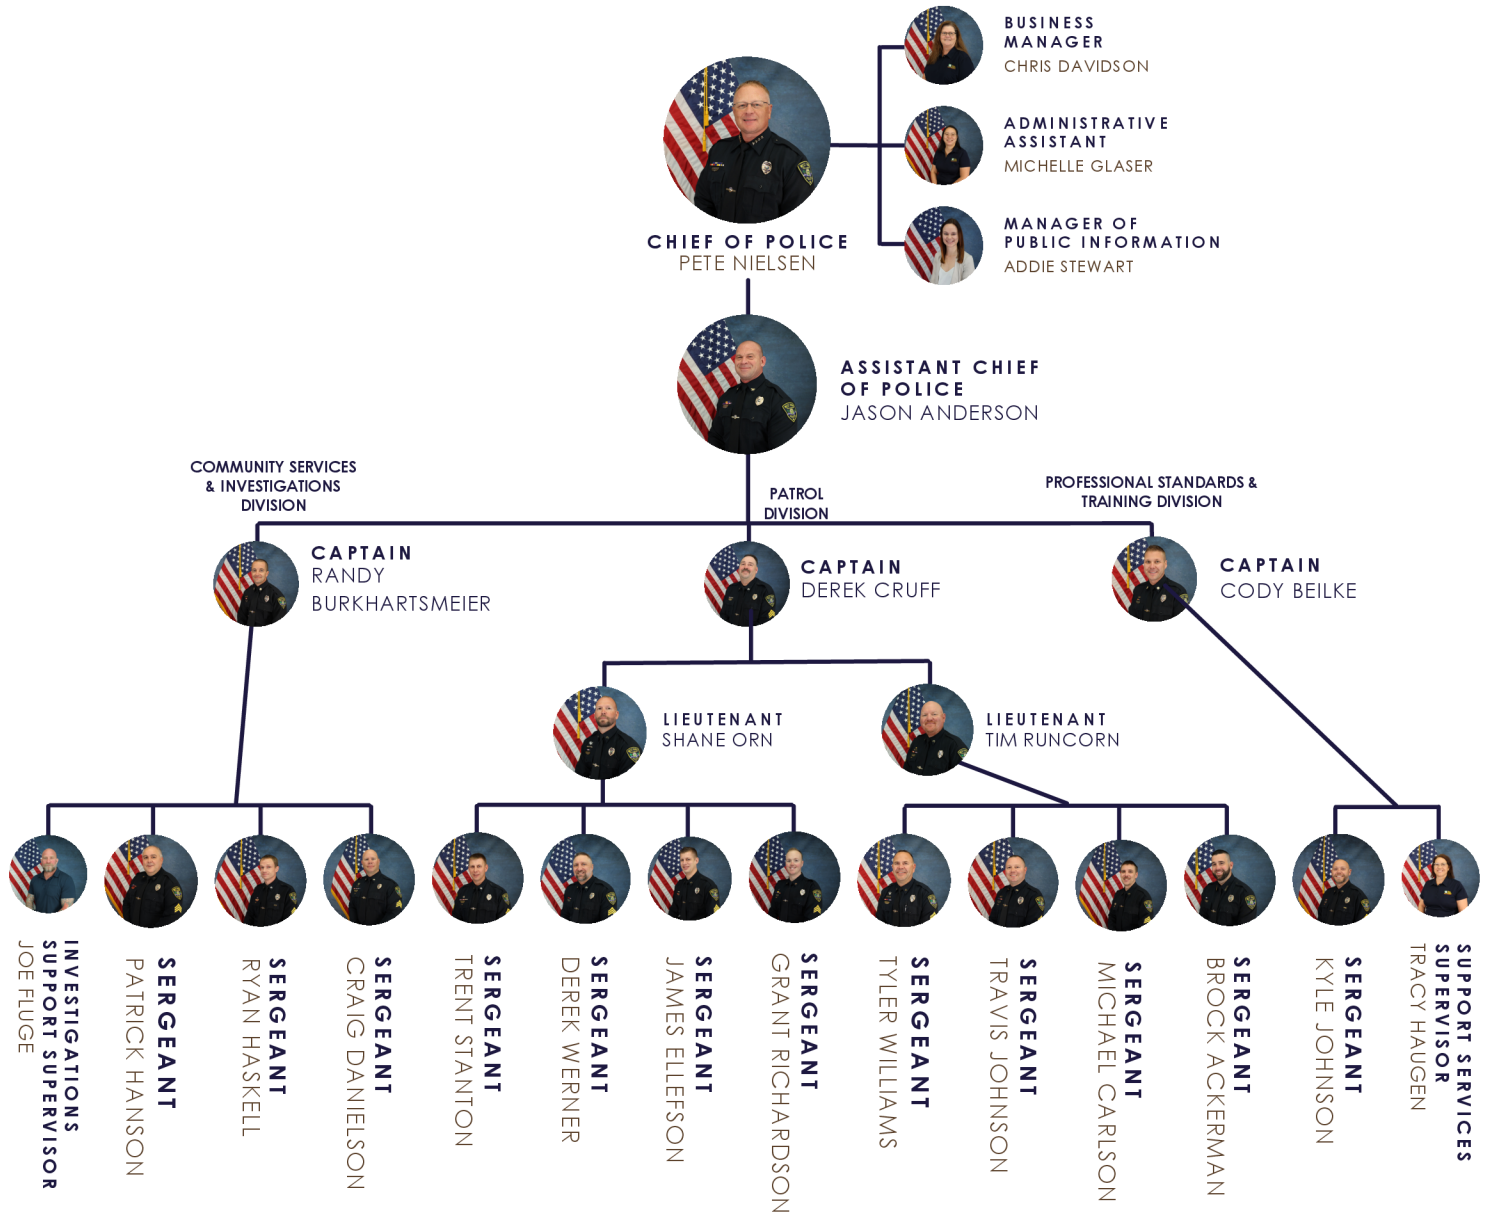 BUSINESS
MANAGER
CHRIS DAVIDSON
ADMINISTRATIVE
ASSISTANT
MICHELLE GLASER
MANAGER OF
PUBLIC INFORMATION
ADDIE STEWART
CHIEF OF POLICE
PETE NIELSEN
ASSISTANT CHIEF
OF POLICE
JASON ANDERSON
COMMUNITY SERVICES
& INVESTIGATIONS
DIVISION
PATROL
DIVISION
PROFESSIONAL STANDARDS &
TRAINING DIVISION
CAPTAIN
RANDY
BURKHARTSMEIER
CAPTAIN
DEREK CRUFF
CAPTAIN
CODY BEILKE
LIEUTENANT
SHANE ORN
LIEUTENANT
TIM RUNCORN
INVESTIGATIONS
SUPPORT SUPERVISOR
JOE FLUGE
SERGEANT
PATRICK HANSON
SERGEANT
RYAN HASKELL
SERGEANT
CRAIG DANIELSON
SERGEANT
TRENT STANTON
SERGEANT
DEREK WERNER
SERGEANT
JAMES ELLEFSON
SERGEANT
GRANT RICHARDSON
SERGEANT
TYLER WILLIAMS
SERGEANT
TRAVIS JOHNSON
SERGEANT
MICHAEL CARLSON
SERGEANT
BROCK ACKERMAN
SERGEANT
KYLE JOHNSON
SUPPORT SERVICES
SUPERVISOR
TRACY HAUGEN